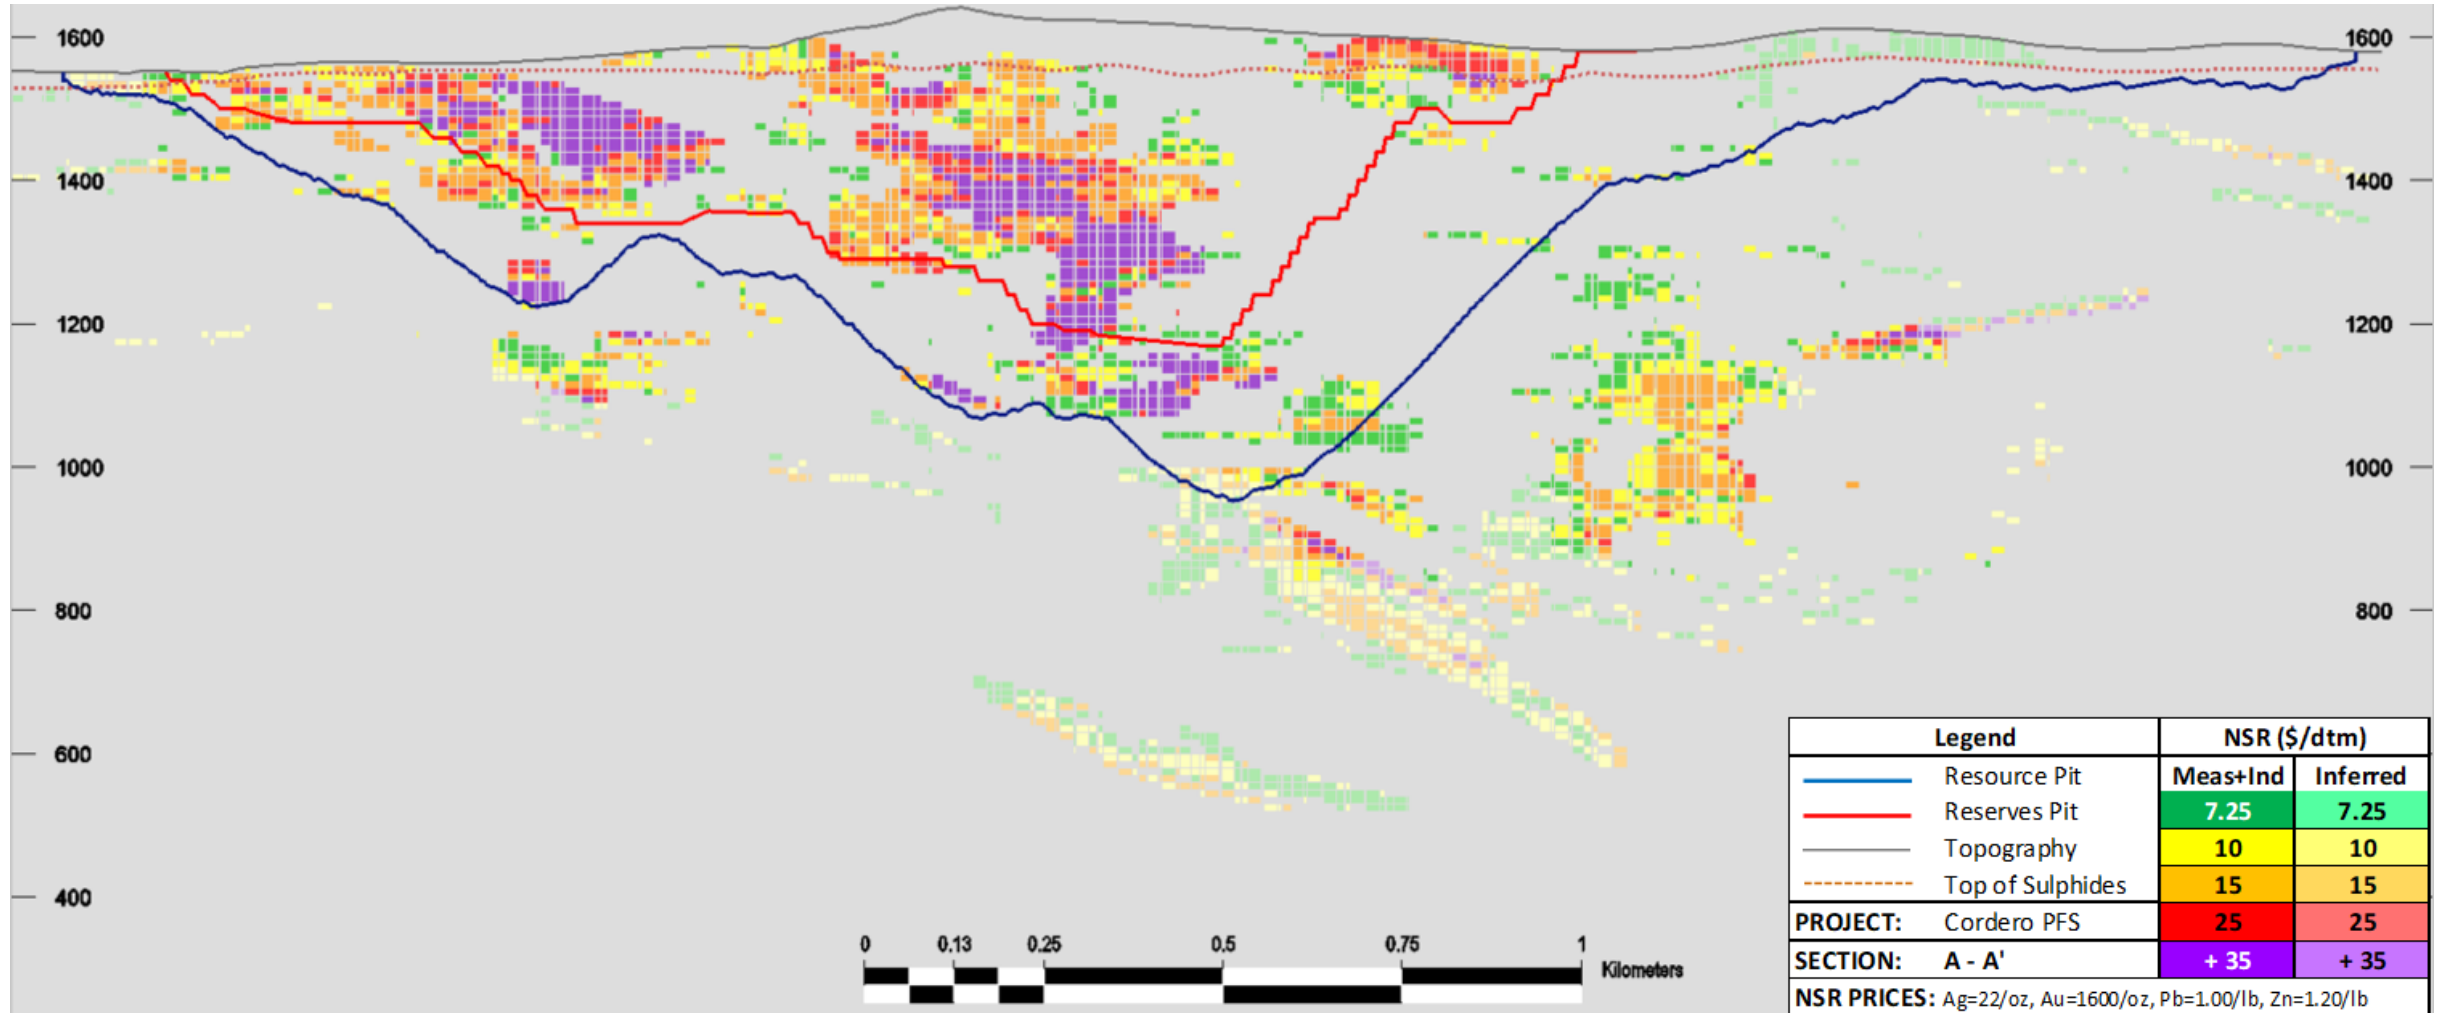 1600 1600
1400 1400
1200 1200
1000 1000
800 800
600
400
0 0.13 0.25 0.5 0.75 1
Kilometers
Legend NSR ($/dtm)
Resource Pit Meas+Ind Inferred
Reserves Pit 7.25 7.25
Topography 10 10
Top of Sulphides 15 15
PROJECT: Cordero PFS 25 25
SECTION: A - A' + 35 + 35
NSR PRICES: Ag=22/oz, Au=1600/oz, Pb=1.00/lb, Zn=1.20/lb